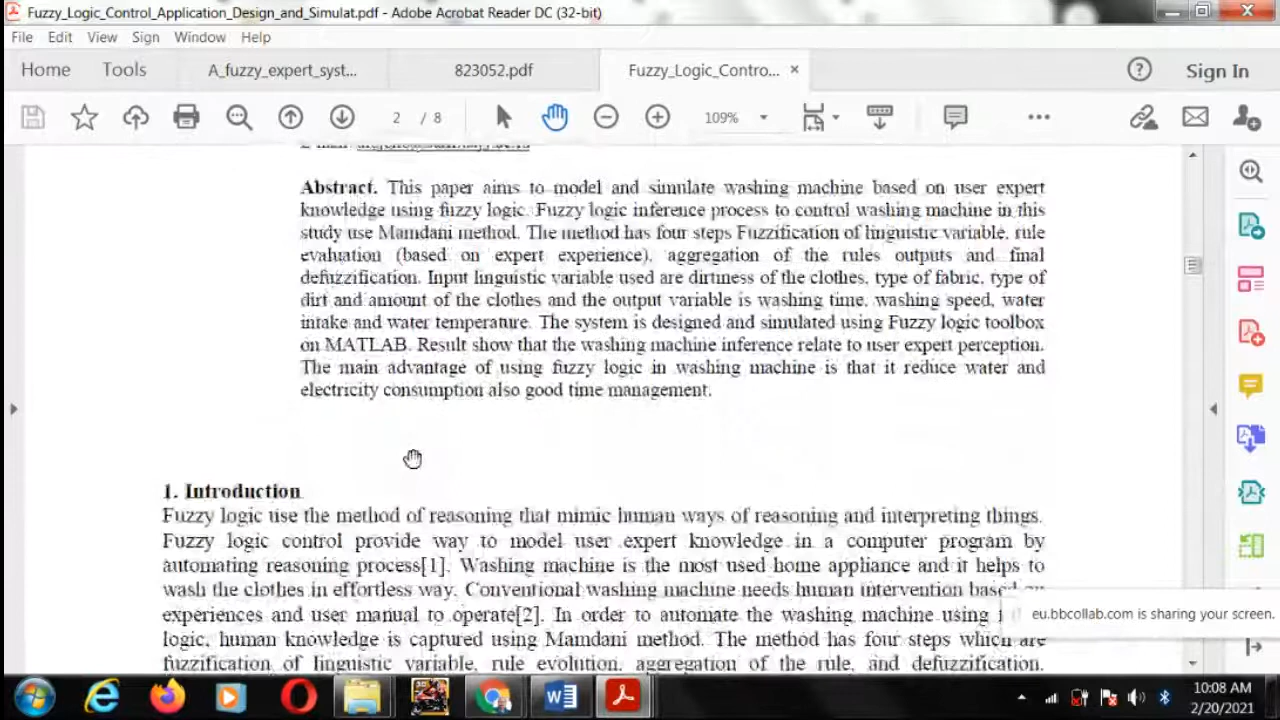 Fuzzy_Logic_Control_Application_Design_and_Simulat.pdf - Adobe Acrobat Reader DC (32-bit)
File Edit View Sign Window Help
Home Tools A_fuzzy_expert_syst... 823052.pdf Fuzzy_Logic_Contro... × Sign In
2 / 8 109%
Abstract. This paper aims to model and simulate washing machine based on user expert
knowledge using fuzzy logic. Fuzzy logic inference process to control washing machine in this
study use Mamdani method. The method has four steps Fuzzification of linguistic variable, rule
evaluation (based on expert experience), aggregation of the rules outputs and final
defuzzification. Input linguistic variable used are dirtiness of the clothes, type of fabric, type of
dirt and amount of the clothes and the output variable is washing time, washing speed, water
intake and water temperature. The system is designed and simulated using Fuzzy logic toolbox
on MATLAB. Result show that the washing machine inference relate to user expert perception.
The main advantage of using fuzzy logic in washing machine is that it reduce water and
electricity consumption also good time management.
1. Introduction
Fuzzy logic use the method of reasoning that mimic human ways of reasoning and interpreting things.
Fuzzy logic control provide way to model user expert knowledge in a computer program by
automating reasoning process[1]. Washing machine is the most used home appliance and it helps to
wash the clothes in effortless way. Conventional washing machine needs human intervention based
experiences and user manual to operate[2]. In order to automate the washing machine using
logic, human knowledge is captured using Mamdani method. The method has four steps which are
fuzzification of linguistic variable, rule evolution, aggregation of the rule, and defuzzification.
eu.bbcollab.com is sharing your screen.
10:08 AM
2/20/2021